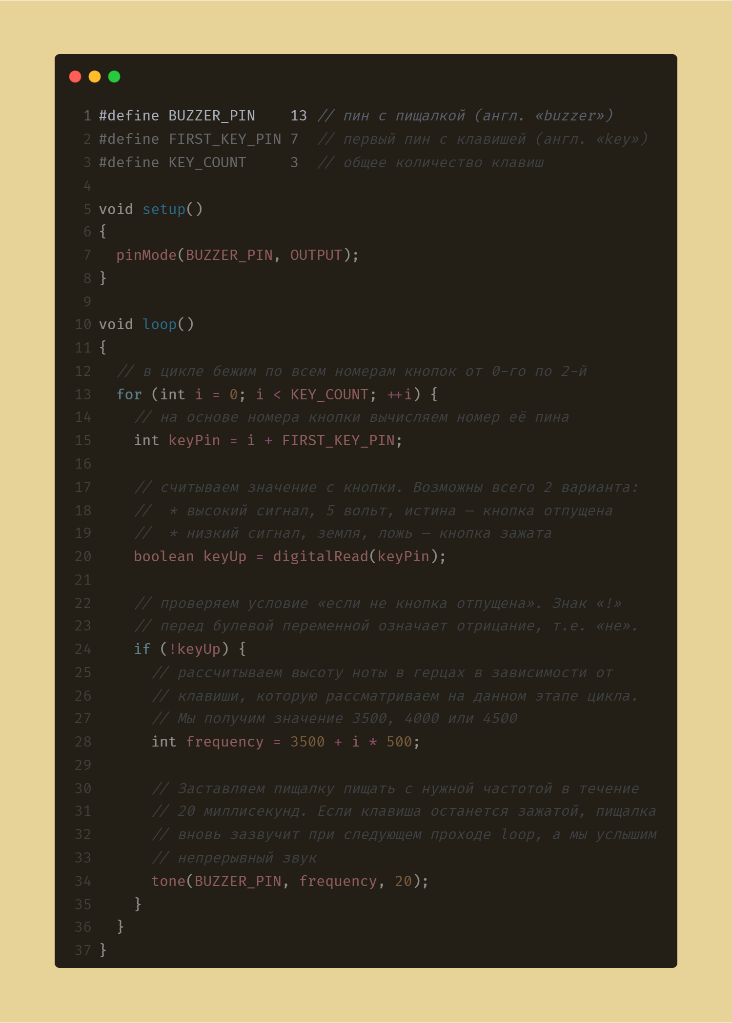 1 #define BUZZER_PIN    13 // пин с пищалкой (англ. «buzzer»)
2 #define FIRST_KEY_PIN 7  // первый пин с клавишей (англ. «key»)
3 #define KEY_COUNT     3  // общее количество клавиш
4
5 void setup()
6 {
7   pinMode(BUZZER_PIN, OUTPUT);
8 }
9
10 void loop()
11 {
12   // в цикле бежим по всем номерам кнопок от 0-го по 2-й
13   for (int i = 0; i < KEY_COUNT; ++i) {
14     // на основе номера кнопки вычисляем номер её пина
15     int keyPin = i + FIRST_KEY_PIN;
16
17     // считываем значение с кнопки. Возможны всего 2 варианта:
18     //  * высокий сигнал, 5 вольт, истина — кнопка отпущена
19     //  * низкий сигнал, земля, ложь — кнопка зажата
20     boolean keyUp = digitalRead(keyPin);
21
22     // проверяем условие «если не кнопка отпущена». Знак «!»
23     // перед булевой переменной означает отрицание, т.е. «не».
24     if (!keyUp) {
25       // рассчитываем высоту ноты в герцах в зависимости от
26       // клавиши, которую рассматриваем на данном этапе цикла.
27       // Мы получим значение 3500, 4000 или 4500
28       int frequency = 3500 + i * 500;
29
30       // Заставляем пищалку пищать с нужной частотой в течение
31       // 20 миллисекунд. Если клавиша останется зажатой, пищалка
32       // вновь зазвучит при следующем проходе loop, а мы услышим
33       // непрерывный звук
34       tone(BUZZER_PIN, frequency, 20);
35     }
36   }
37 }